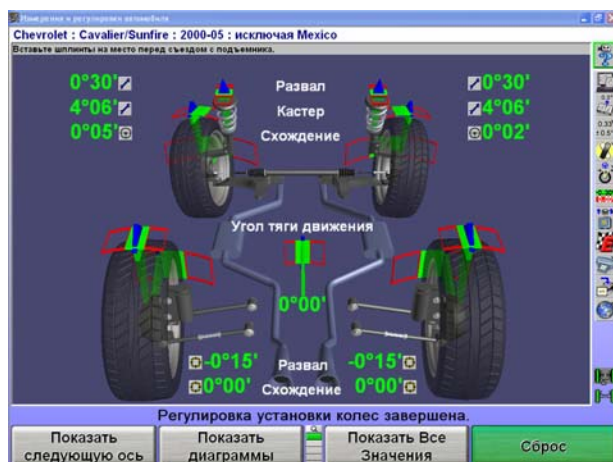 Измерения и регулировки автомобиля
Chevrolet : Cavalier/Sunfire : 2000-05 : исключая Mexico
Вставьте шплинты на место перед съездом с подъемника.
0°30' Развал 0°30'
4°06' Кастер 4°06'
0°05' Схождение 0°02'
Угол тяги движения
0°00'
-0°15' Развал -0°15'
0°00' Схождение 0°00'
Регулировка установки колес завершена.
Показать следующую ось
Показать диаграммы
Показать Все Значения
Сброс